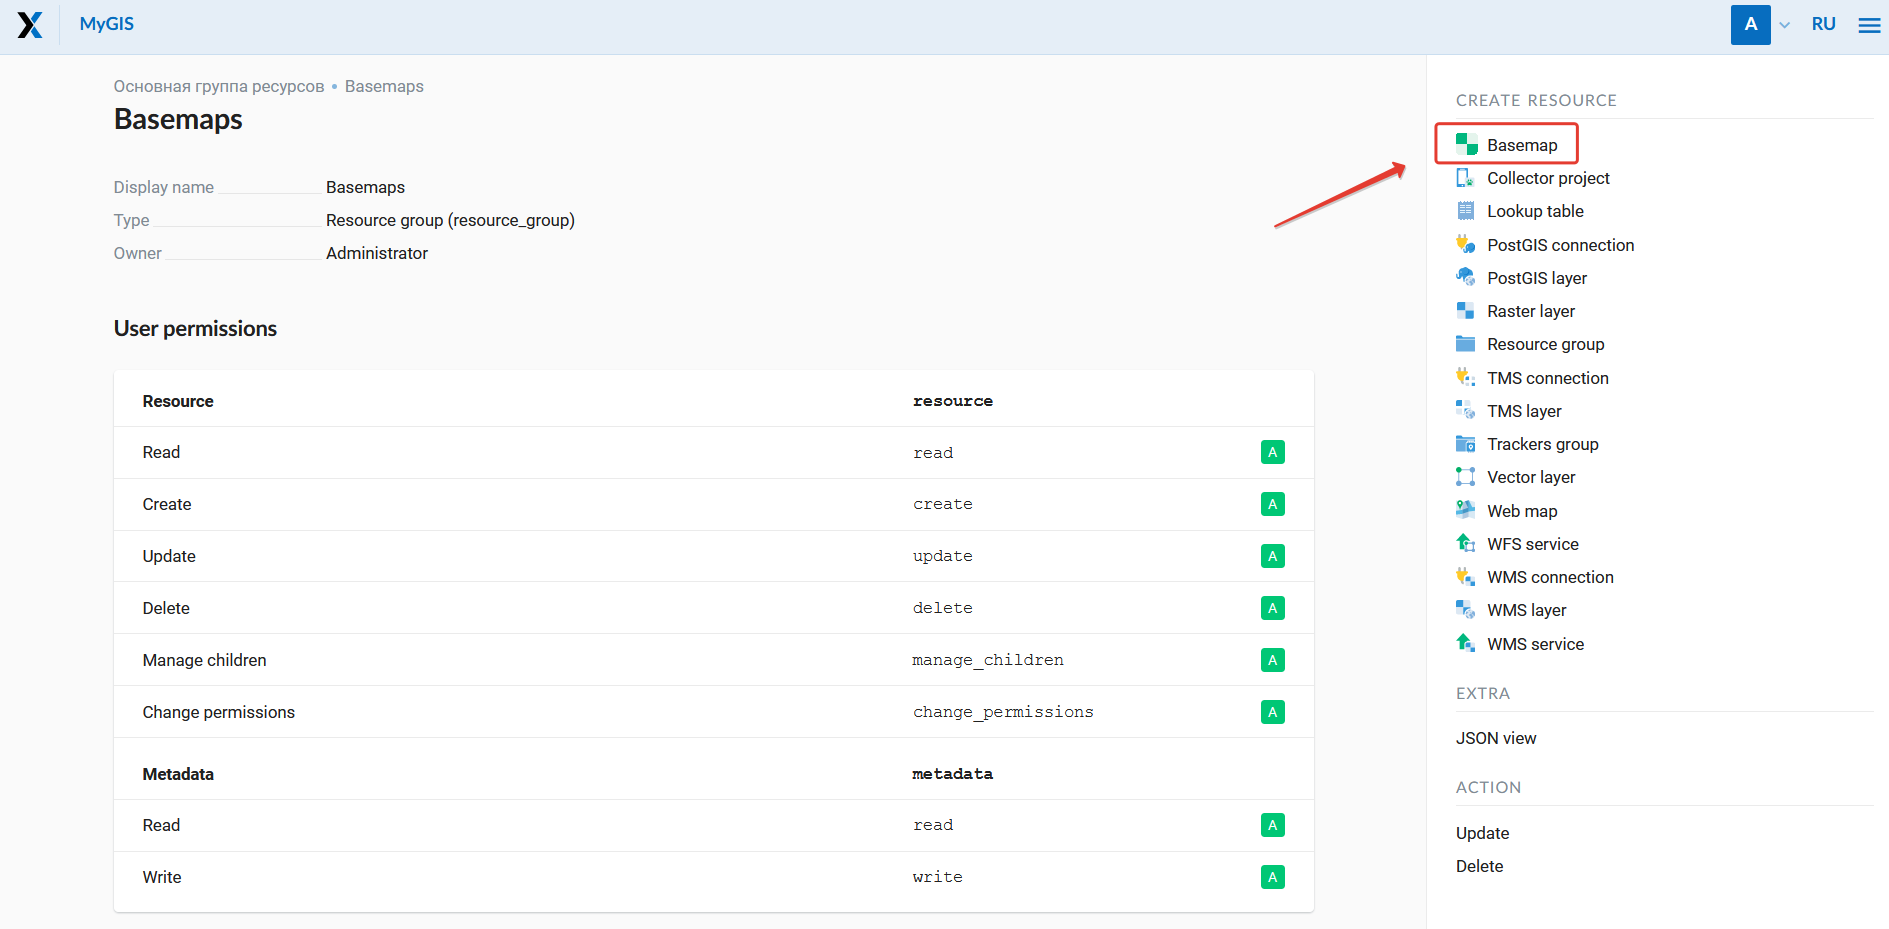 MyGIS
A
RU
Основная группа ресурсов • Basemaps
Basemaps
Display name Basemaps
Type Resource group (resource_group)
Owner Administrator
User permissions
Resource resource
Read read A
Create create A
Update update A
Delete delete A
Manage children manage_children A
Change permissions change_permissions A
Metadata metadata
Read read A
Write write A
CREATE RESOURCE
Basemap
Collector project
Lookup table
PostGIS connection
PostGIS layer
Raster layer
Resource group
TMS connection
TMS layer
Trackers group
Vector layer
Web map
WFS service
WMS connection
WMS layer
WMS service
EXTRA
JSON view
ACTION
Update
Delete